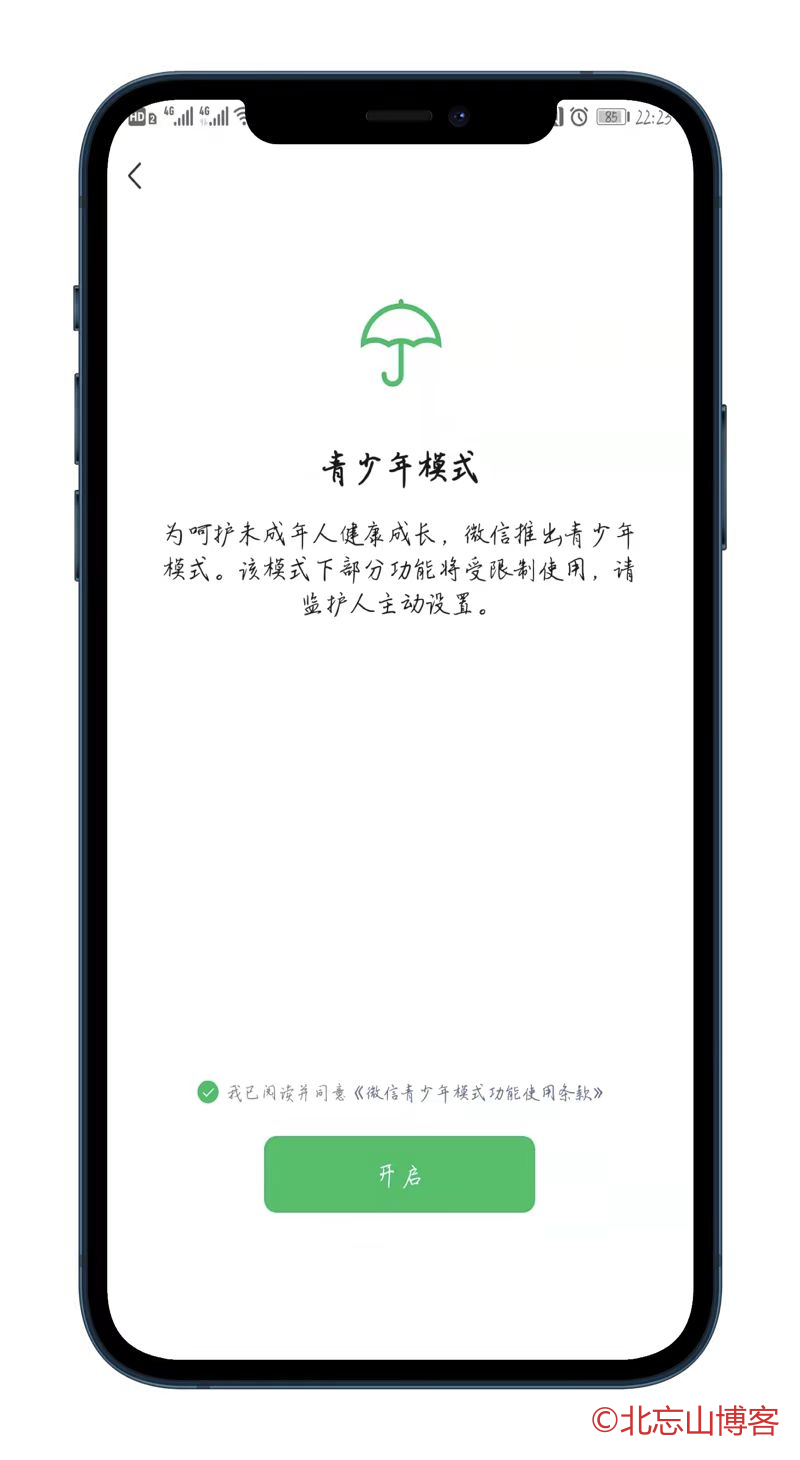 HD 2 4G 4G 85 22:23
青少年模式
为呵护未成年人健康成长，微信推出青少年
模式。该模式下部分功能将受限制使用，请
监护人主动设置。
我已阅读并同意《微信青少年模式功能使用条款》
开启
©北忘山博客